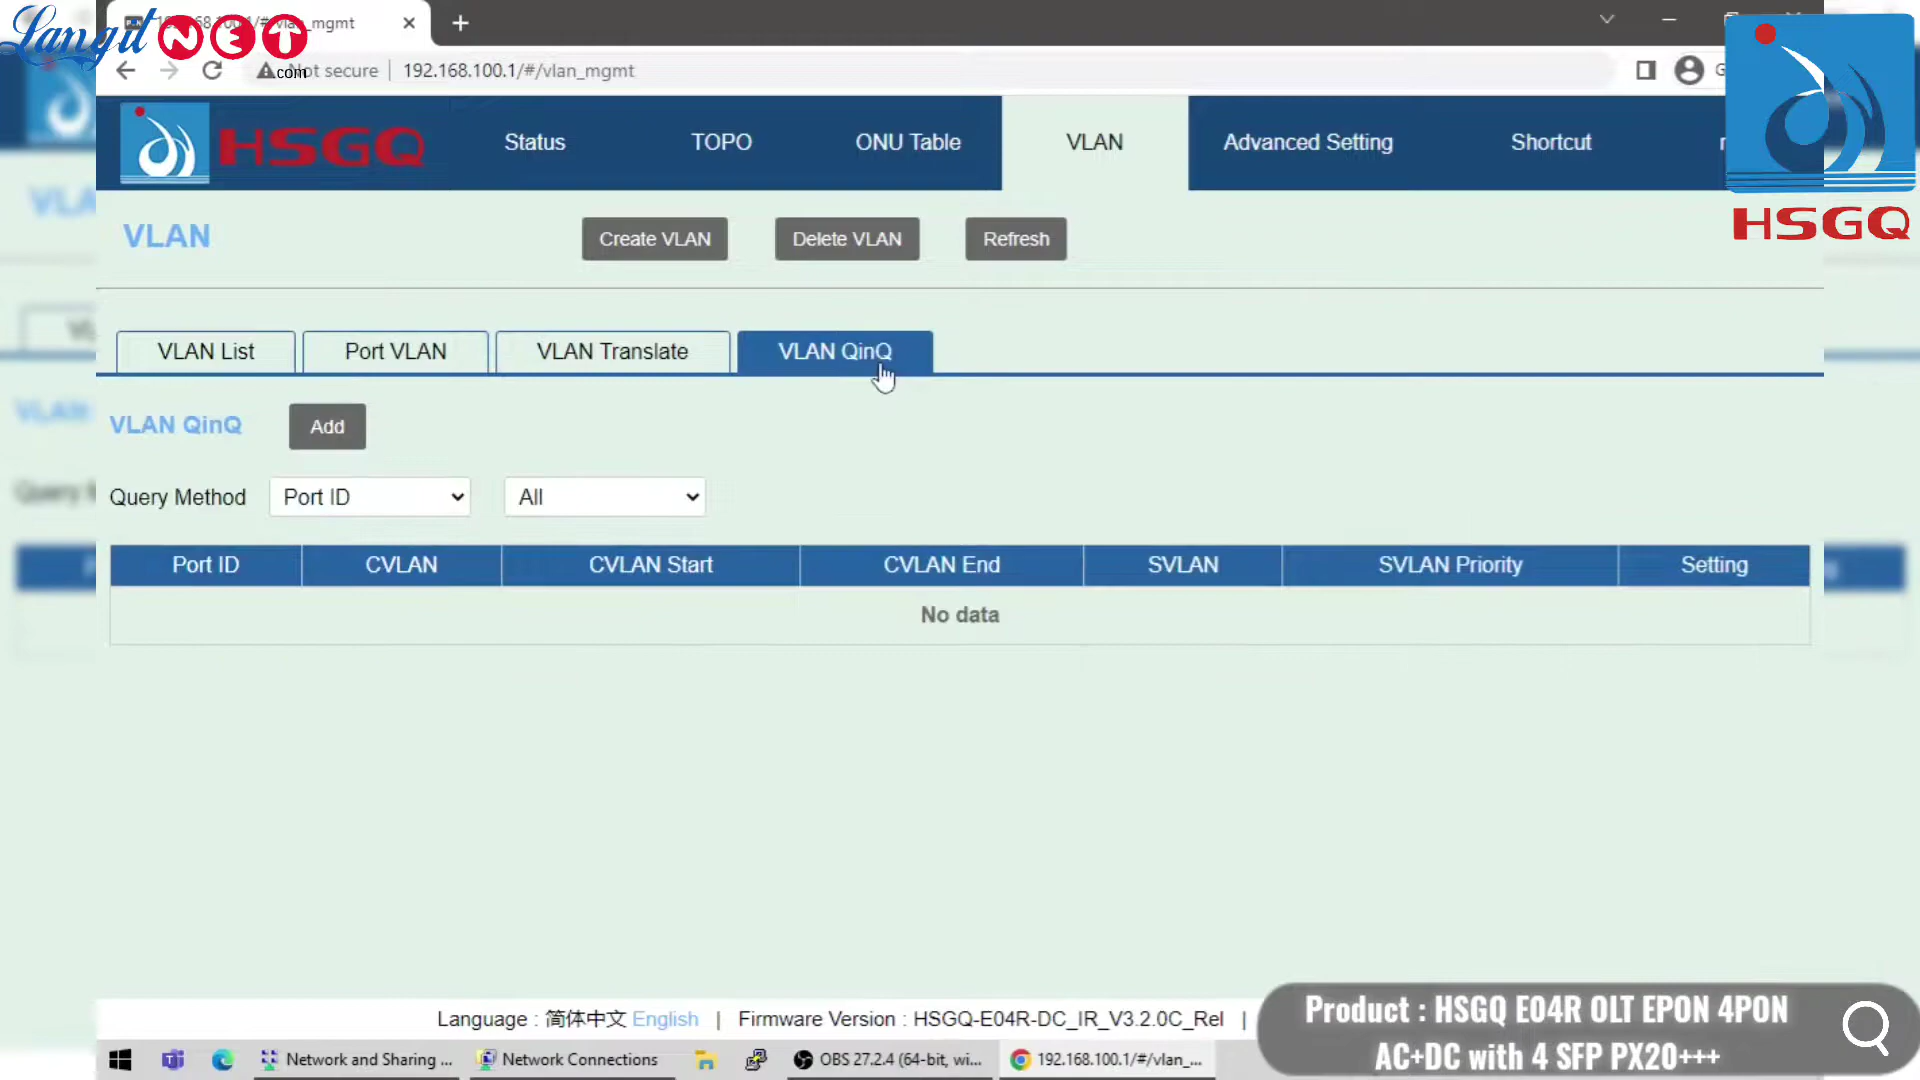 Langit NET
.com
Not secure
192.168.100.1/#/vlan_mgmt
HSGQ
Status
TOPO
ONU Table
VLAN
Advanced Setting
Shortcut
HSGQ
VLAN
Create VLAN
Delete VLAN
Refresh
VLAN List
Port VLAN
VLAN Translate
VLAN QinQ
VLAN QinQ
Add
Query Method
Port ID
All
Port ID
CVLAN
CVLAN Start
CVLAN End
SVLAN
SVLAN Priority
Setting
No data
Language : 简体中文 English | Firmware Version : HSGQ-E04R-DC_IR_V3.2.0C_Rel |
Product : HSGQ E04R OLT EPON 4PON
AC+DC with 4 SFP PX20+++
Network and Sharing ...
Network Connections
OBS 27.2.4 (64-bit, wi...
192.168.100.1/#/vlan_...